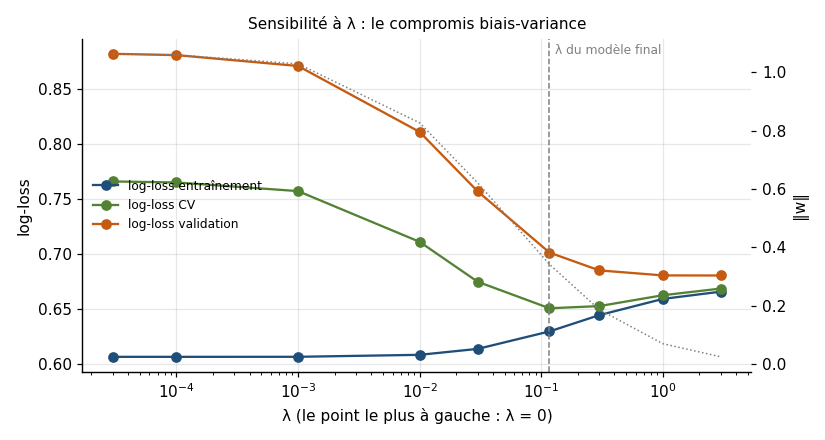 Sensibilité à λ : le compromis biais-variance
λ du modèle final
log-loss
0.85
0.80
0.75
0.70
0.65
0.60
log-loss entraînement
log-loss CV
log-loss validation
1.0
0.8
0.6
0.4
0.2
0.0
‖w‖
10⁻⁴
10⁻³
10⁻²
10⁻¹
10⁰
λ (le point le plus à gauche : λ = 0)